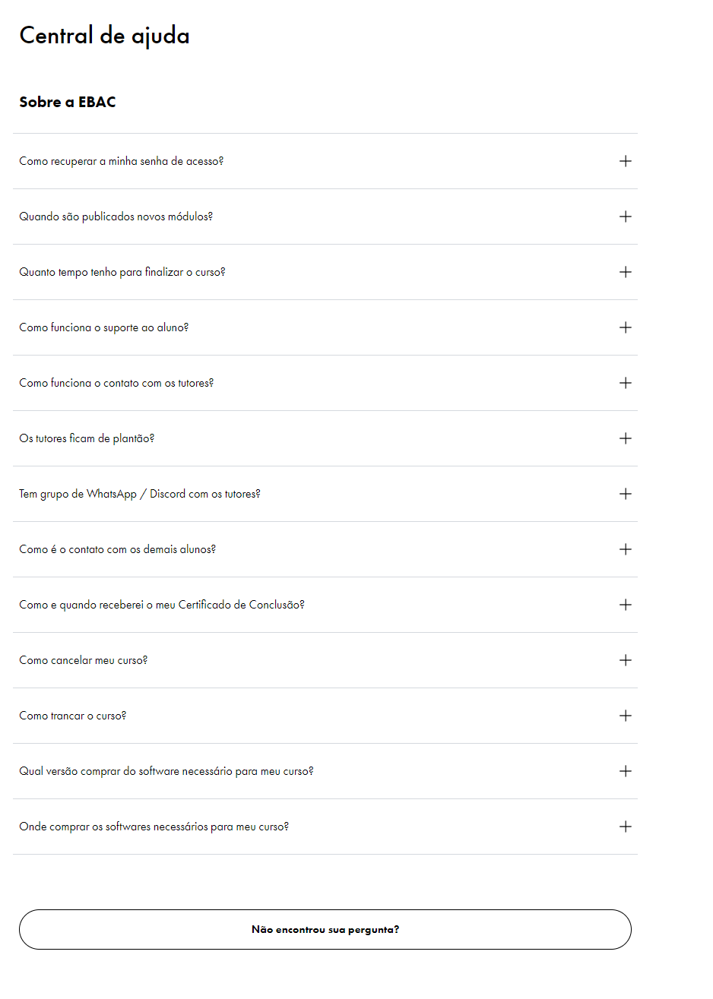 Central de ajuda
Sobre a EBAC
Como recuperar a minha senha de acesso?
Quando são publicados novos módulos?
Quanto tempo tenho para finalizar o curso?
Como funciona o suporte ao aluno?
Como funciona o contato com os tutores?
Os tutores ficam de plantão?
Tem grupo de WhatsApp / Discord com os tutores?
Como é o contato com os demais alunos?
Como e quando receberei o meu Certificado de Conclusão?
Como cancelar meu curso?
Como trancar o curso?
Qual versão comprar do software necessário para meu curso?
Onde comprar os softwares necessários para meu curso?
Não encontrou sua pergunta?